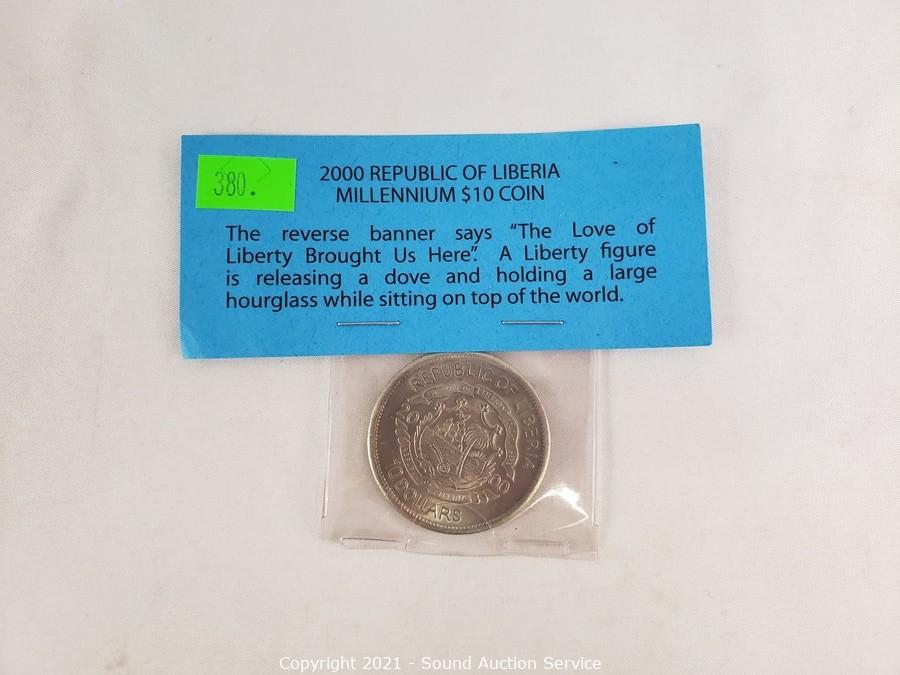 380.
2000 REPUBLIC OF LIBERIA
MILLENNIUM $10 COIN
The reverse banner says “The Love of
Liberty Brought Us Here”. A Liberty figure
is releasing a dove and holding a large
hourglass while sitting on top of the world.
REPUBLIC OF LIBERIA
2000
10 DOLLARS
Copyright 2021 - Sound Auction Service